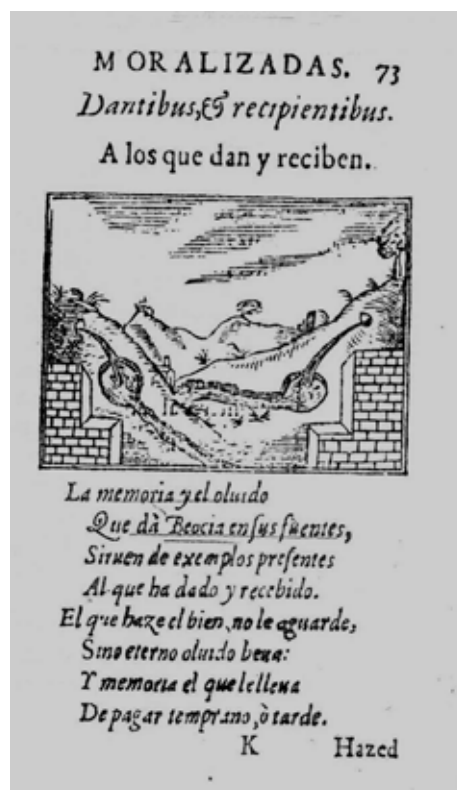 MORALIZADAS. 73
Dantibus, & recipientibus.
A los que dan y reciben.
La memoria y el oluido
Que dà Beocia en sus fuentes,
Siruen de exemplos presentes
Al que ha dado y recebido.
El que haze el bien, no le aguarde,
Sino eterno oluido beua:
Y memoria el que le lleua
De pagar temprano, ò tarde.
K Hazed